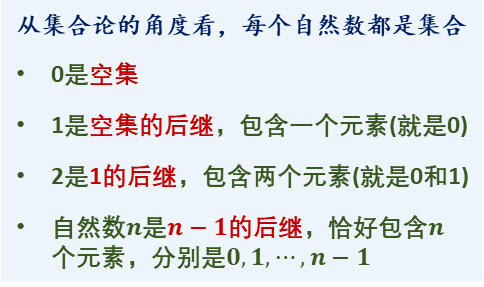 从集合论的角度看，每个自然数都是集合
• 0是空集
• 1是空集的后继，包含一个元素(就是0)
• 2是1的后继，包含两个元素(就是0和1)
• 自然数n是n − 1的后继，恰好包含n
个元素，分别是0, 1, ⋯, n − 1